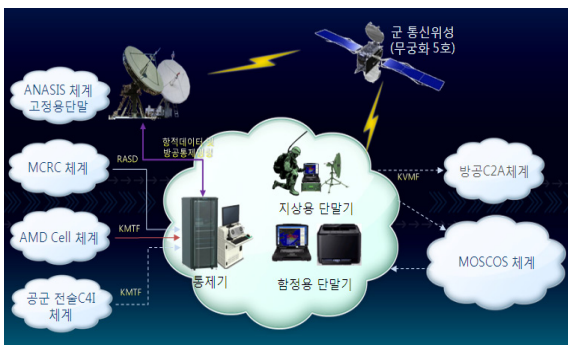 군 통신위성
(무궁화 5호)
ANASIS 체계
고정용단말
항적데이터 및
방공통제
MCRC 체계
RASD
KVMF
방공C2A체계
지상용 단말기
AMD Cell 체계
KMTF
MOSCOS 체계
공군 전술C4I
체계
KMTF
통제기
함정용 단말기